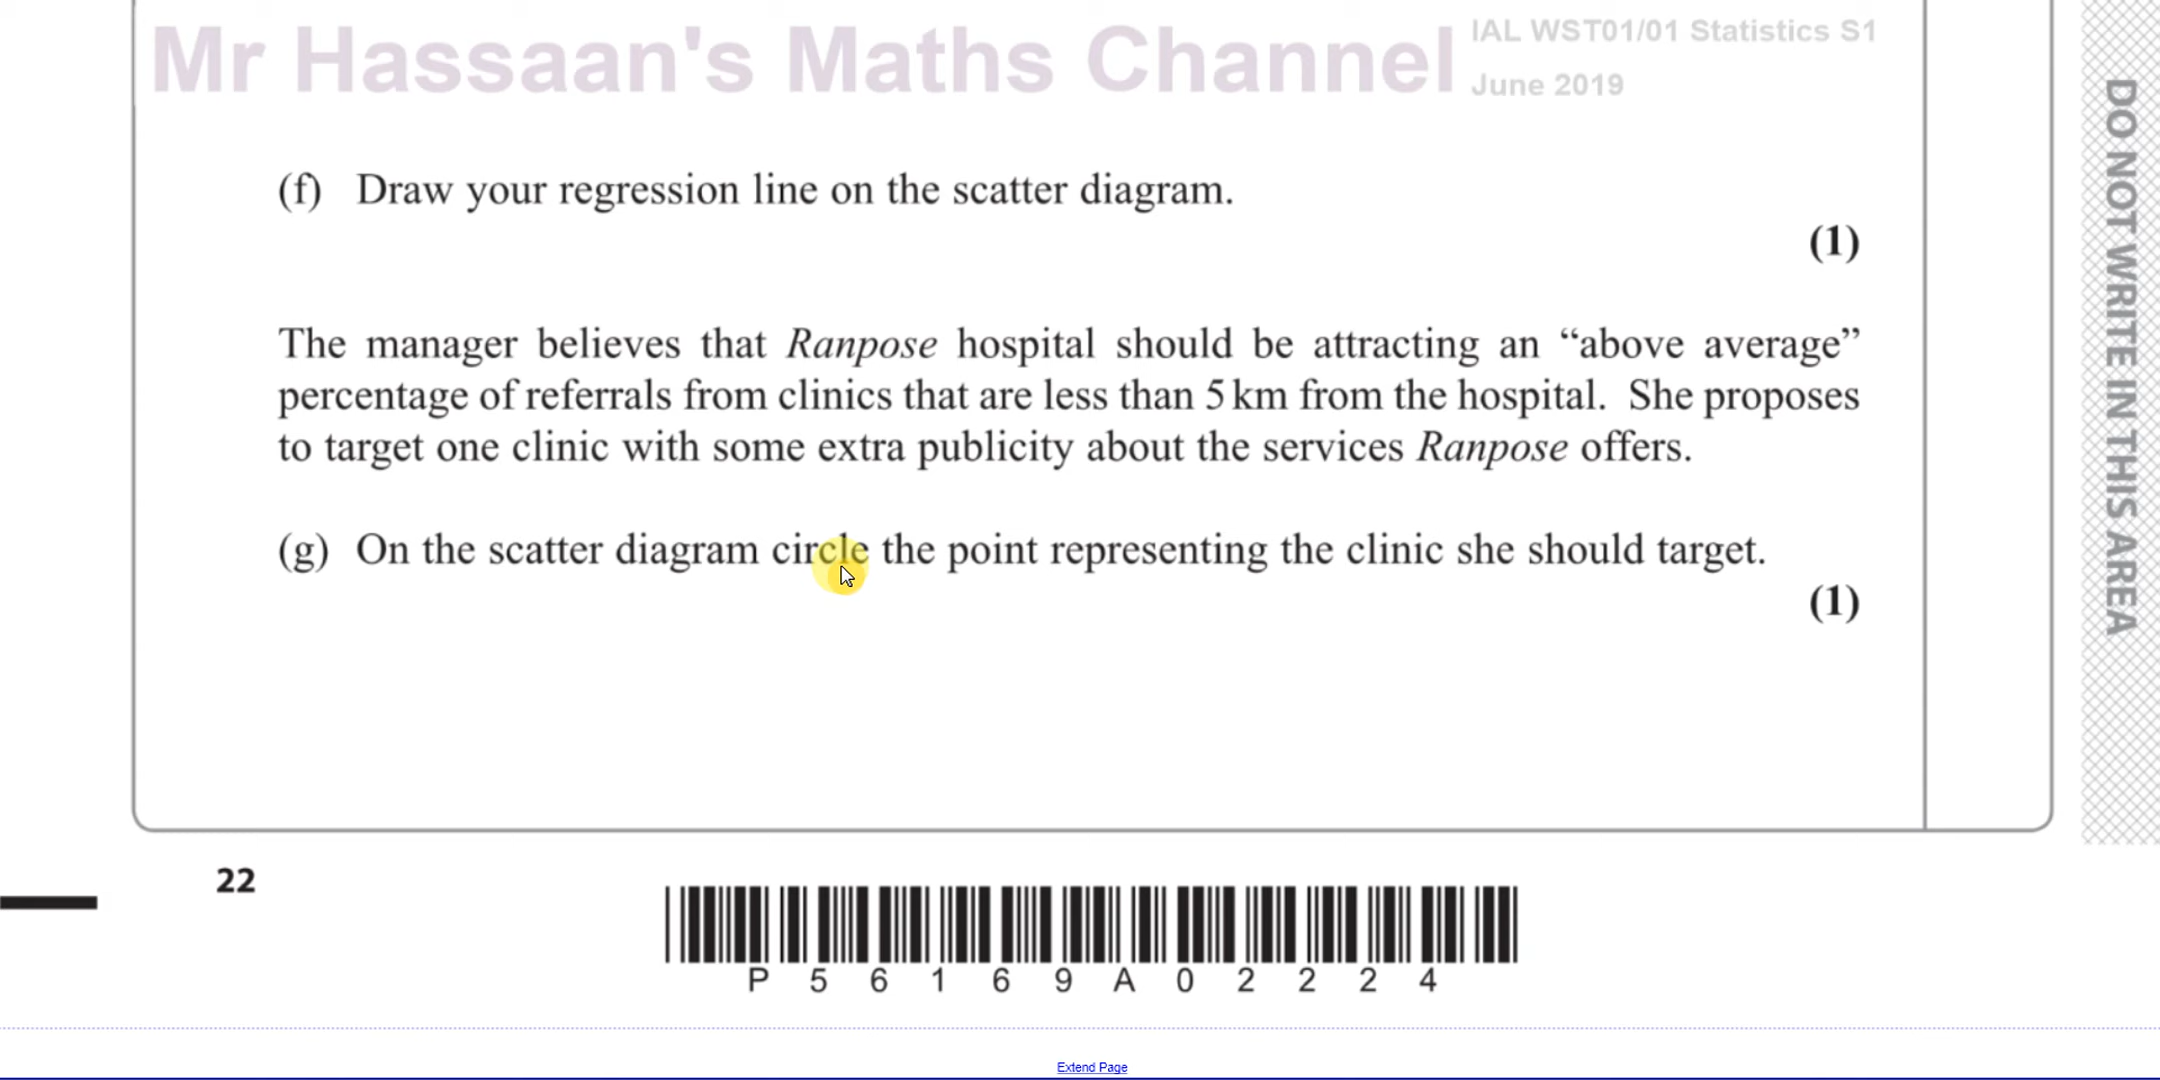 Mr Hassaan's Maths Channel
IAL WST01/01 Statistics S1
June 2019
(f) Draw your regression line on the scatter diagram.
(1)
The manager believes that Ranpose hospital should be attracting an “above average”
percentage of referrals from clinics that are less than 5 km from the hospital. She proposes
to target one clinic with some extra publicity about the services Ranpose offers.
(g) On the scatter diagram circle the point representing the clinic she should target.
(1)
DO NOT WRITE IN THIS AREA
22
P 5 6 1 6 9 A 0 2 2 2 4
Extend Page